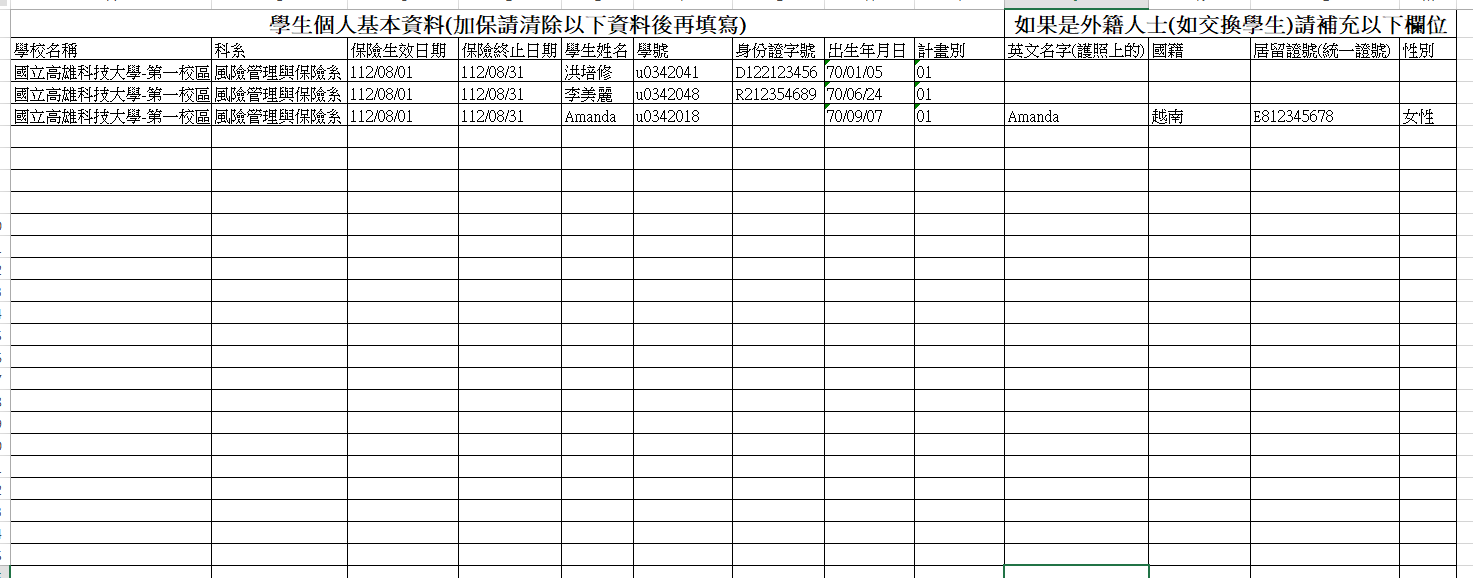 學生個人基本資料(加保請清除以下資料後再填寫) 如果是外籍人士(如交換學生)請補充以下欄位
學校名稱 科系 保險生效日期 保險終止日期 學生姓名 學號 身份證字號 出生年月日 計畫別 英文名字(護照上的) 國籍 居留證號(統一證號) 性別
國立高雄科技大學-第一校區 風險管理與保險系 112/08/01 112/08/31 洪培修 u0342041 D122123456 70/01/05 01
國立高雄科技大學-第一校區 風險管理與保險系 112/08/01 112/08/31 李美麗 u0342048 R212354689 70/06/24 01
國立高雄科技大學-第一校區 風險管理與保險系 112/08/01 112/08/31 Amanda u0342018 70/09/07 01 Amanda 越南 E812345678 女性